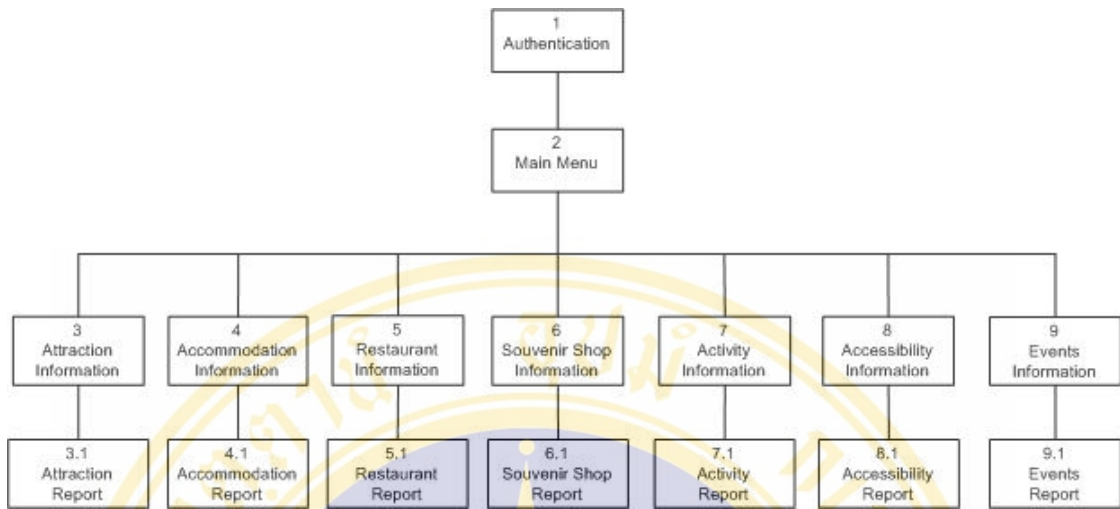 1
Authentication
2
Main Menu
3
Attraction
Information
4
Accommodation
Information
5
Restaurant
Information
6
Souvenir Shop
Information
7
Activity
Information
8
Accessibility
Information
9
Events
Information
3.1
Attraction
Report
4.1
Accommodation
Report
5.1
Restaurant
Report
6.1
Souvenir Shop
Report
7.1
Activity
Report
8.1
Accessibility
Report
9.1
Events
Report